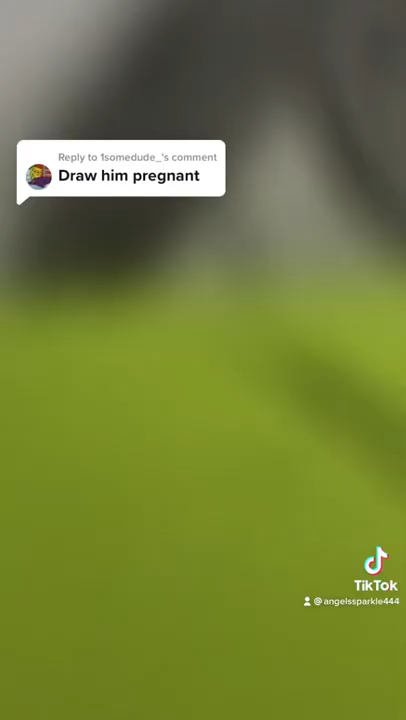 Reply to 1somedude_'s comment
Draw him pregnant
TikTok
@angelssparkle444